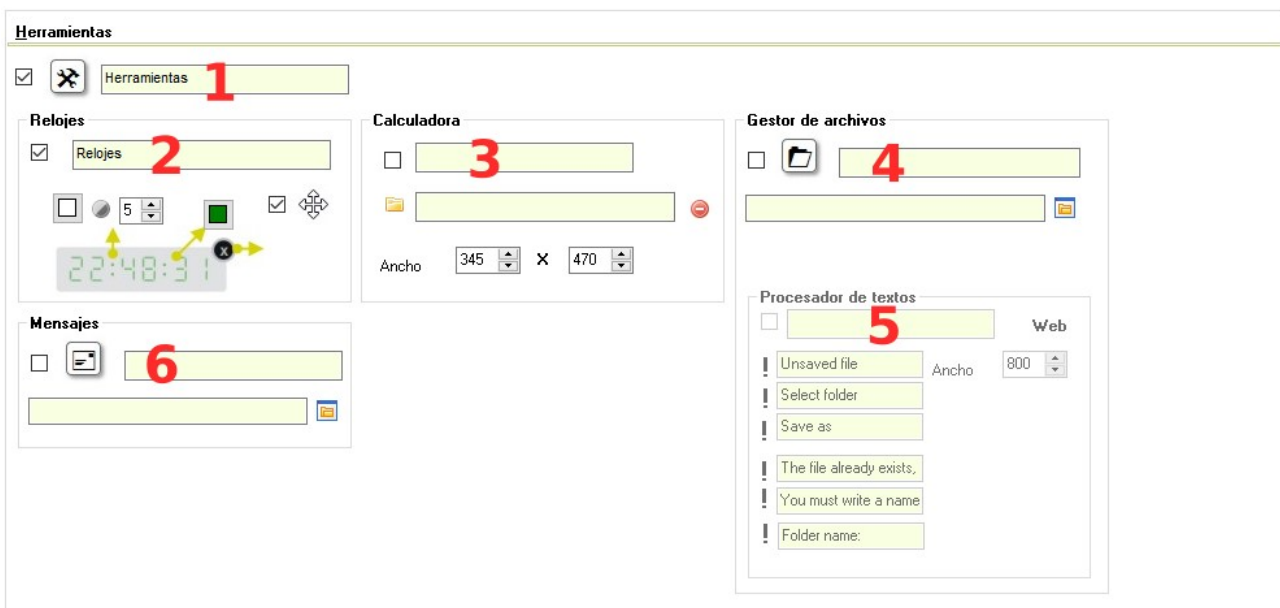 Herramientas
Herramientas
1
Relojes
Relojes
2
5
x
22:48:31
Calculadora
3
Ancho 345 X 470
Gestor de archivos
4
Procesador de textos
5
Web
! Unsaved file
Ancho 800
! Select folder
! Save as
! The file already exists,
! You must write a name
! Folder name:
Mensajes
6